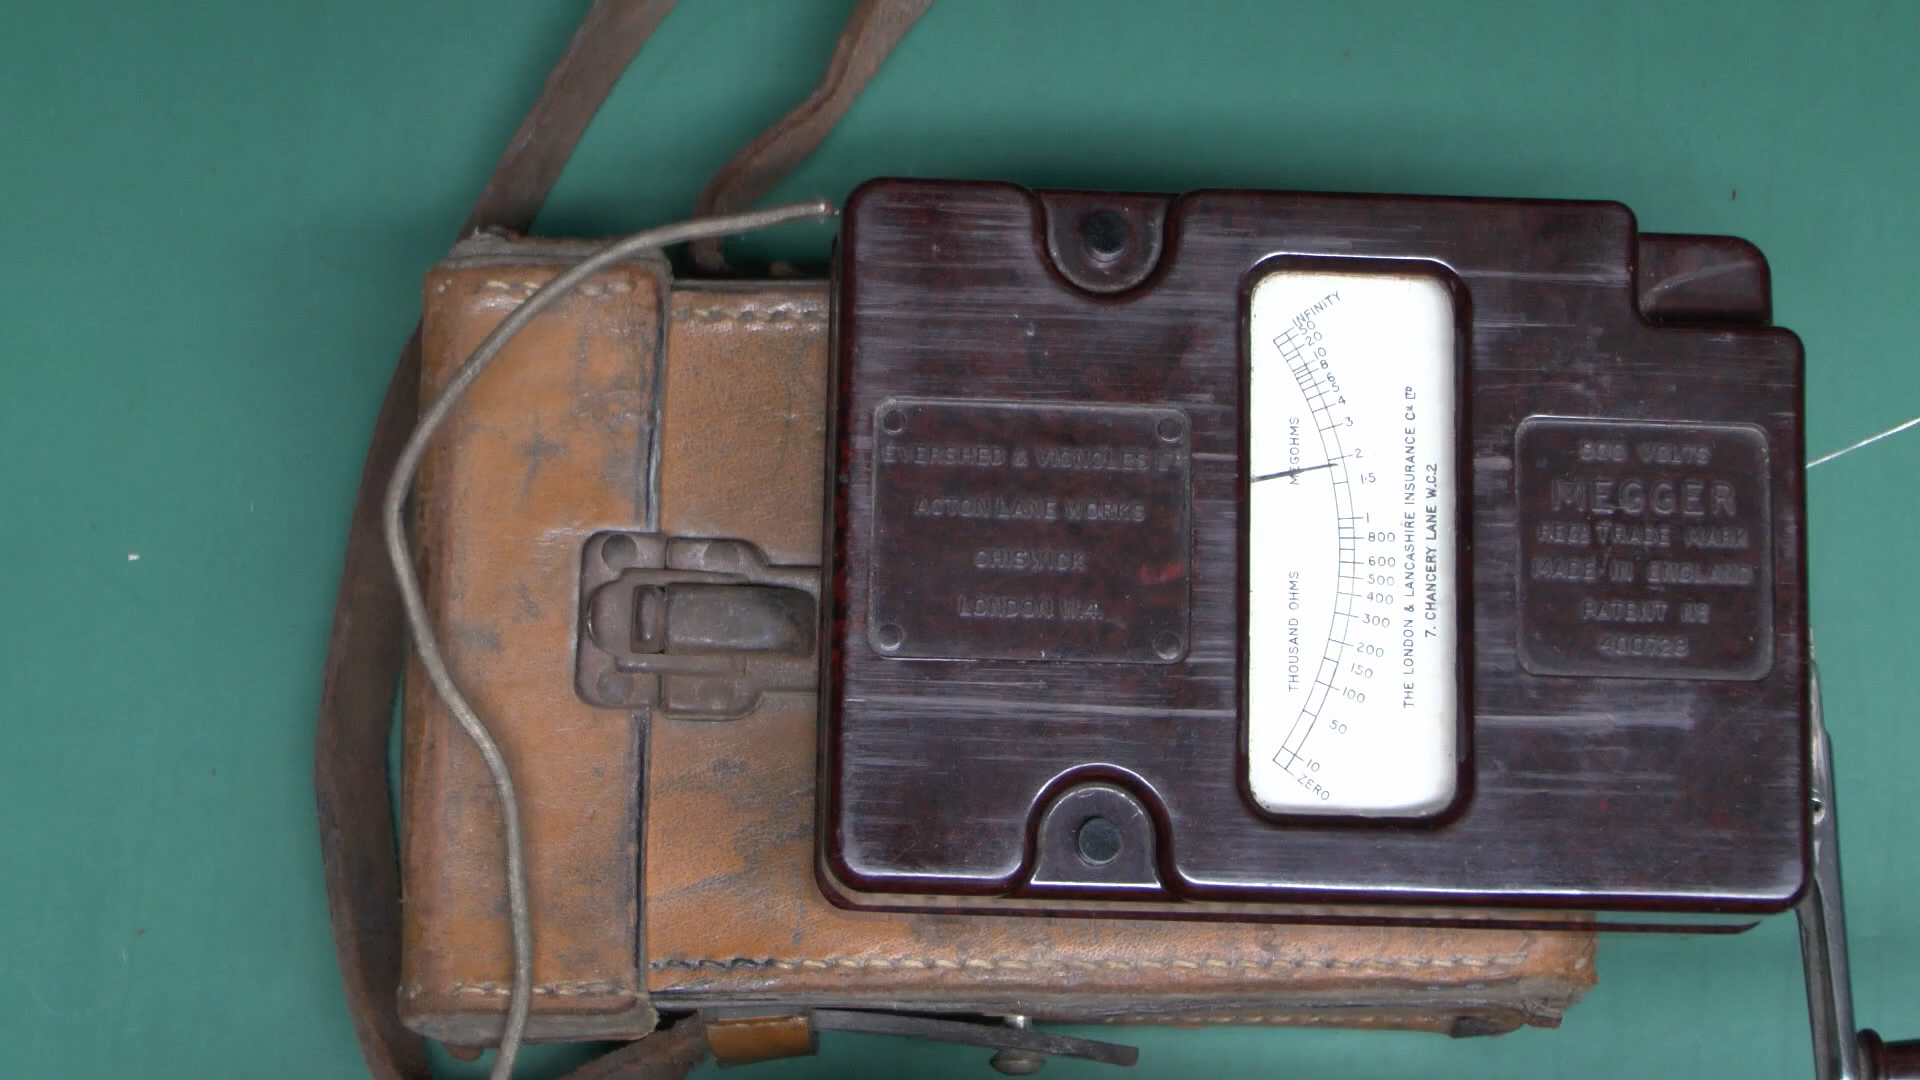 EVERSHED & VIGNOLES LTD
ACTON LANE WORKS
CHISWICK
LONDON W.4.
INFINITY
50
20
10
8
6
5
4
3
2
1·5
1
800
600
500
400
300
200
150
100
50
10
ZERO
MEGOHMS
THOUSAND OHMS
THE LONDON & LANCASHIRE INSURANCE Co LTD
7, CHANCERY LANE W.C.2
500 VOLTS
MEGGER
REGD TRADE MARK
MADE IN ENGLAND
PATENT No
400728